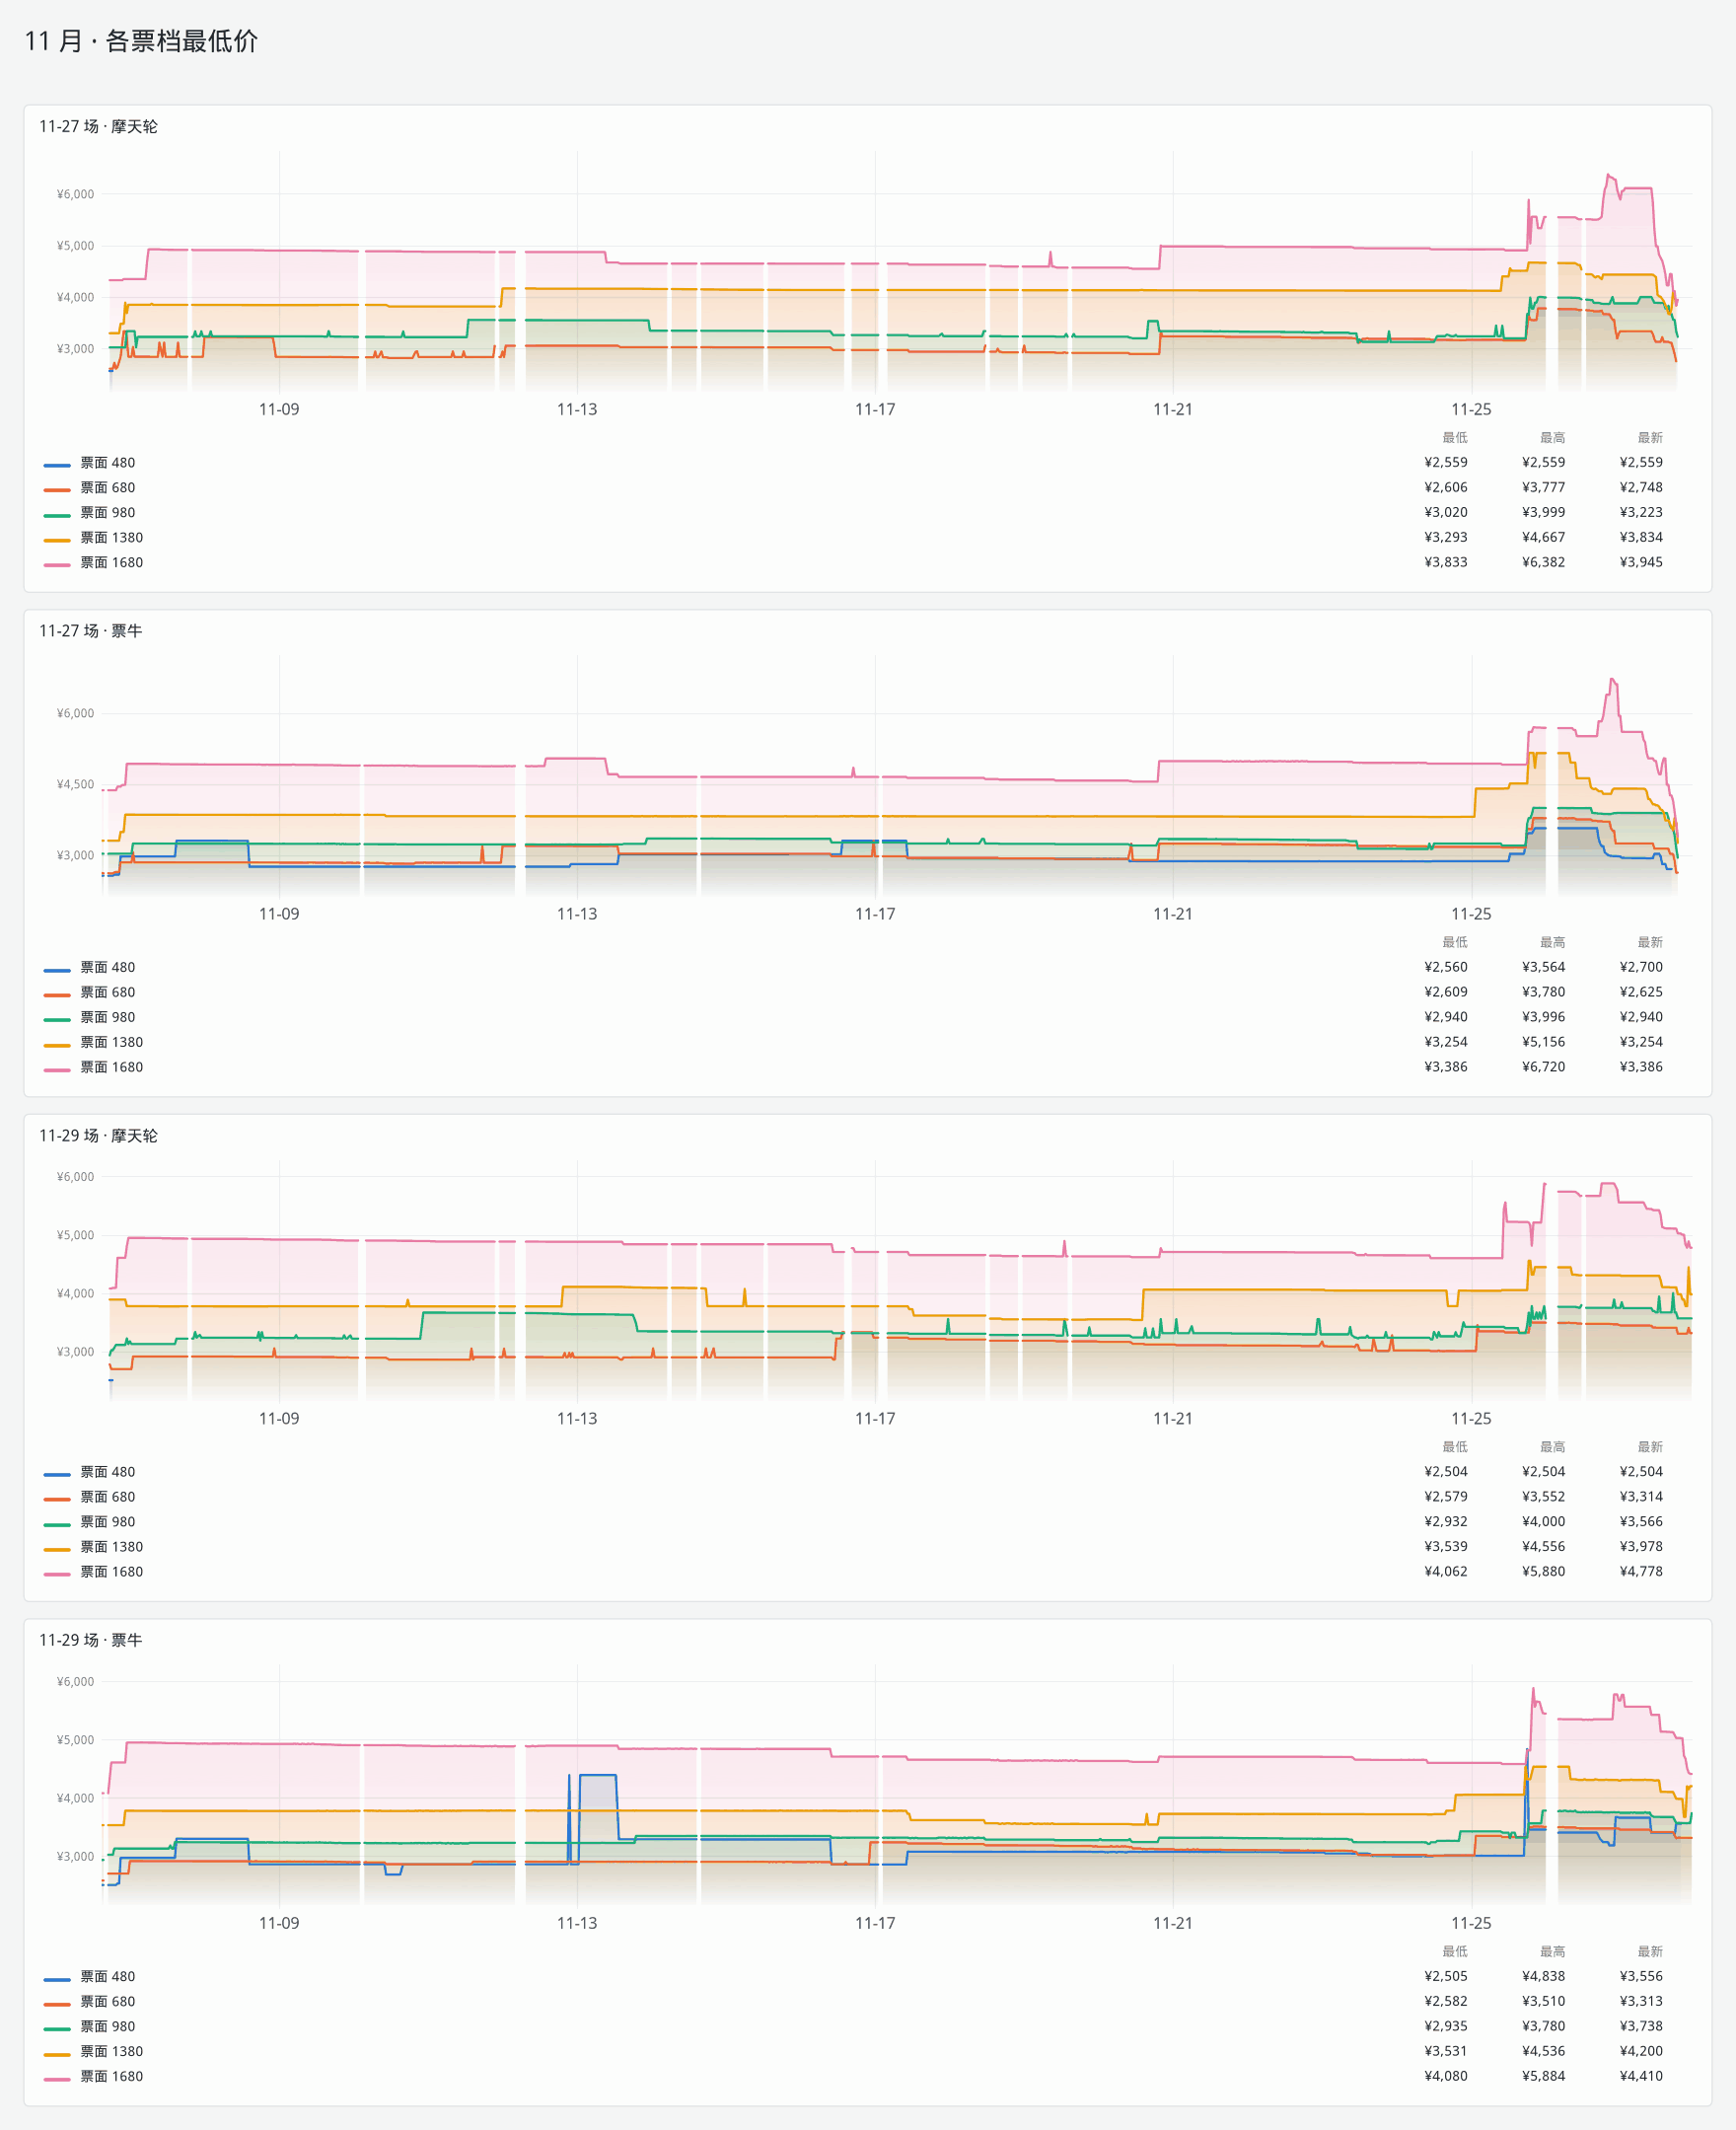 11 月 · 各票档最低价
11-27 场 · 摩天轮
¥6,000
¥5,000
¥4,000
¥3,000
11-09 11-13 11-17 11-21 11-25
最低 最高 最新
票面 480 ¥2,559 ¥2,559 ¥2,559
票面 680 ¥2,606 ¥3,777 ¥2,748
票面 980 ¥3,020 ¥3,999 ¥3,223
票面 1380 ¥3,293 ¥4,667 ¥3,834
票面 1680 ¥3,833 ¥6,382 ¥3,945
11-27 场 · 票牛
¥6,000
¥4,500
¥3,000
11-09 11-13 11-17 11-21 11-25
最低 最高 最新
票面 480 ¥2,560 ¥3,564 ¥2,700
票面 680 ¥2,609 ¥3,780 ¥2,625
票面 980 ¥2,940 ¥3,996 ¥2,940
票面 1380 ¥3,254 ¥5,156 ¥3,254
票面 1680 ¥3,386 ¥6,720 ¥3,386
11-29 场 · 摩天轮
¥6,000
¥5,000
¥4,000
¥3,000
11-09 11-13 11-17 11-21 11-25
最低 最高 最新
票面 480 ¥2,504 ¥2,504 ¥2,504
票面 680 ¥2,579 ¥3,552 ¥3,314
票面 980 ¥2,932 ¥4,000 ¥3,566
票面 1380 ¥3,539 ¥4,556 ¥3,978
票面 1680 ¥4,062 ¥5,880 ¥4,778
11-29 场 · 票牛
¥6,000
¥5,000
¥4,000
¥3,000
11-09 11-13 11-17 11-21 11-25
最低 最高 最新
票面 480 ¥2,505 ¥4,838 ¥3,556
票面 680 ¥2,582 ¥3,510 ¥3,313
票面 980 ¥2,935 ¥3,780 ¥3,738
票面 1380 ¥3,531 ¥4,536 ¥4,200
票面 1680 ¥4,080 ¥5,884 ¥4,410